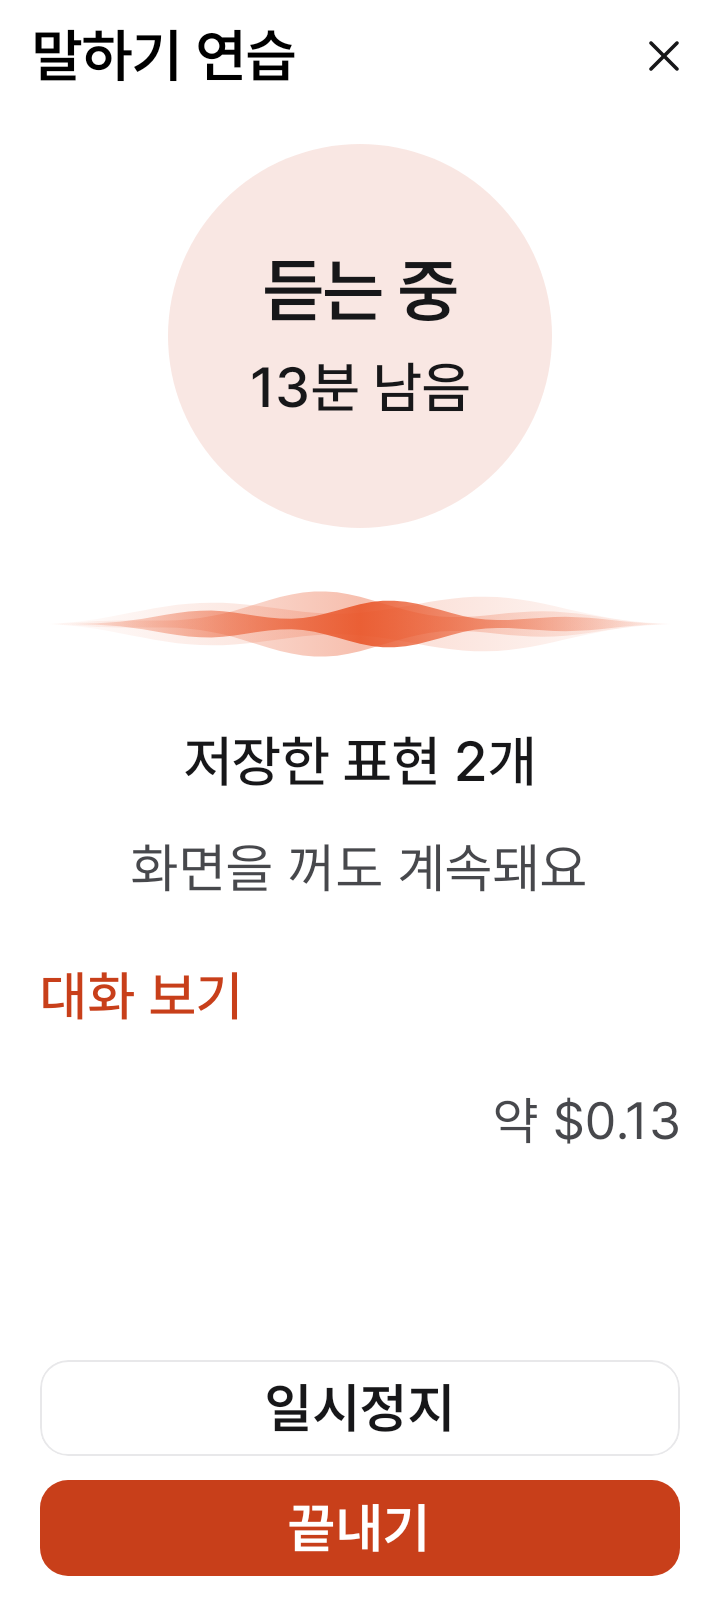 말하기 연습
듣는 중
13분 남음
저장한 표현 2개
화면을 꺼도 계속돼요
대화 보기
약 $0.13
일시정지
끝내기